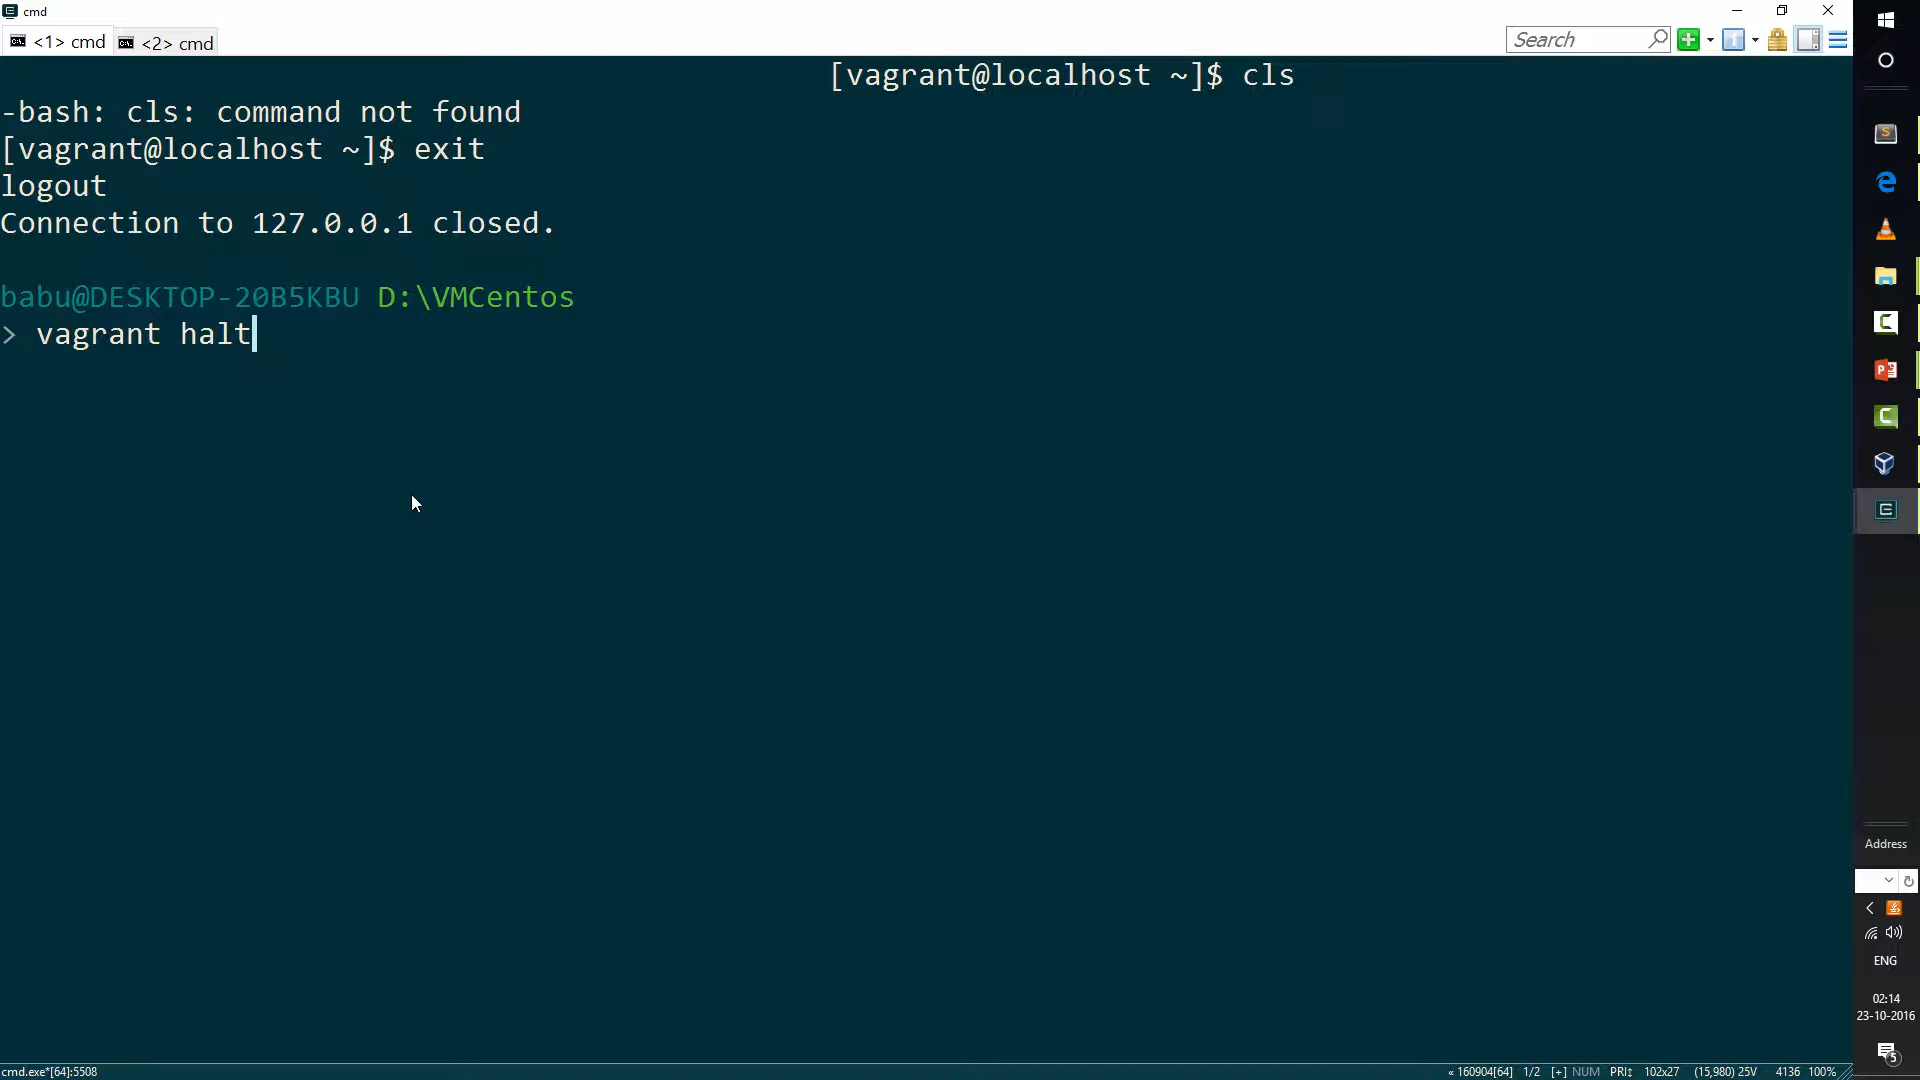 cmd
<1> cmd
<2> cmd
Search
[vagrant@localhost ~]$ cls
-bash: cls: command not found
[vagrant@localhost ~]$ exit
logout
Connection to 127.0.0.1 closed.
babu@DESKTOP-20B5KBU D:\VMCentos
> vagrant halt
Address
ENG
02:14
23-10-2016
5
cmd.exe*[64]:5508
« 160904[64] 1/2 [+] NUM PRI↕ 102x27 (15,980) 25V 4136 100%